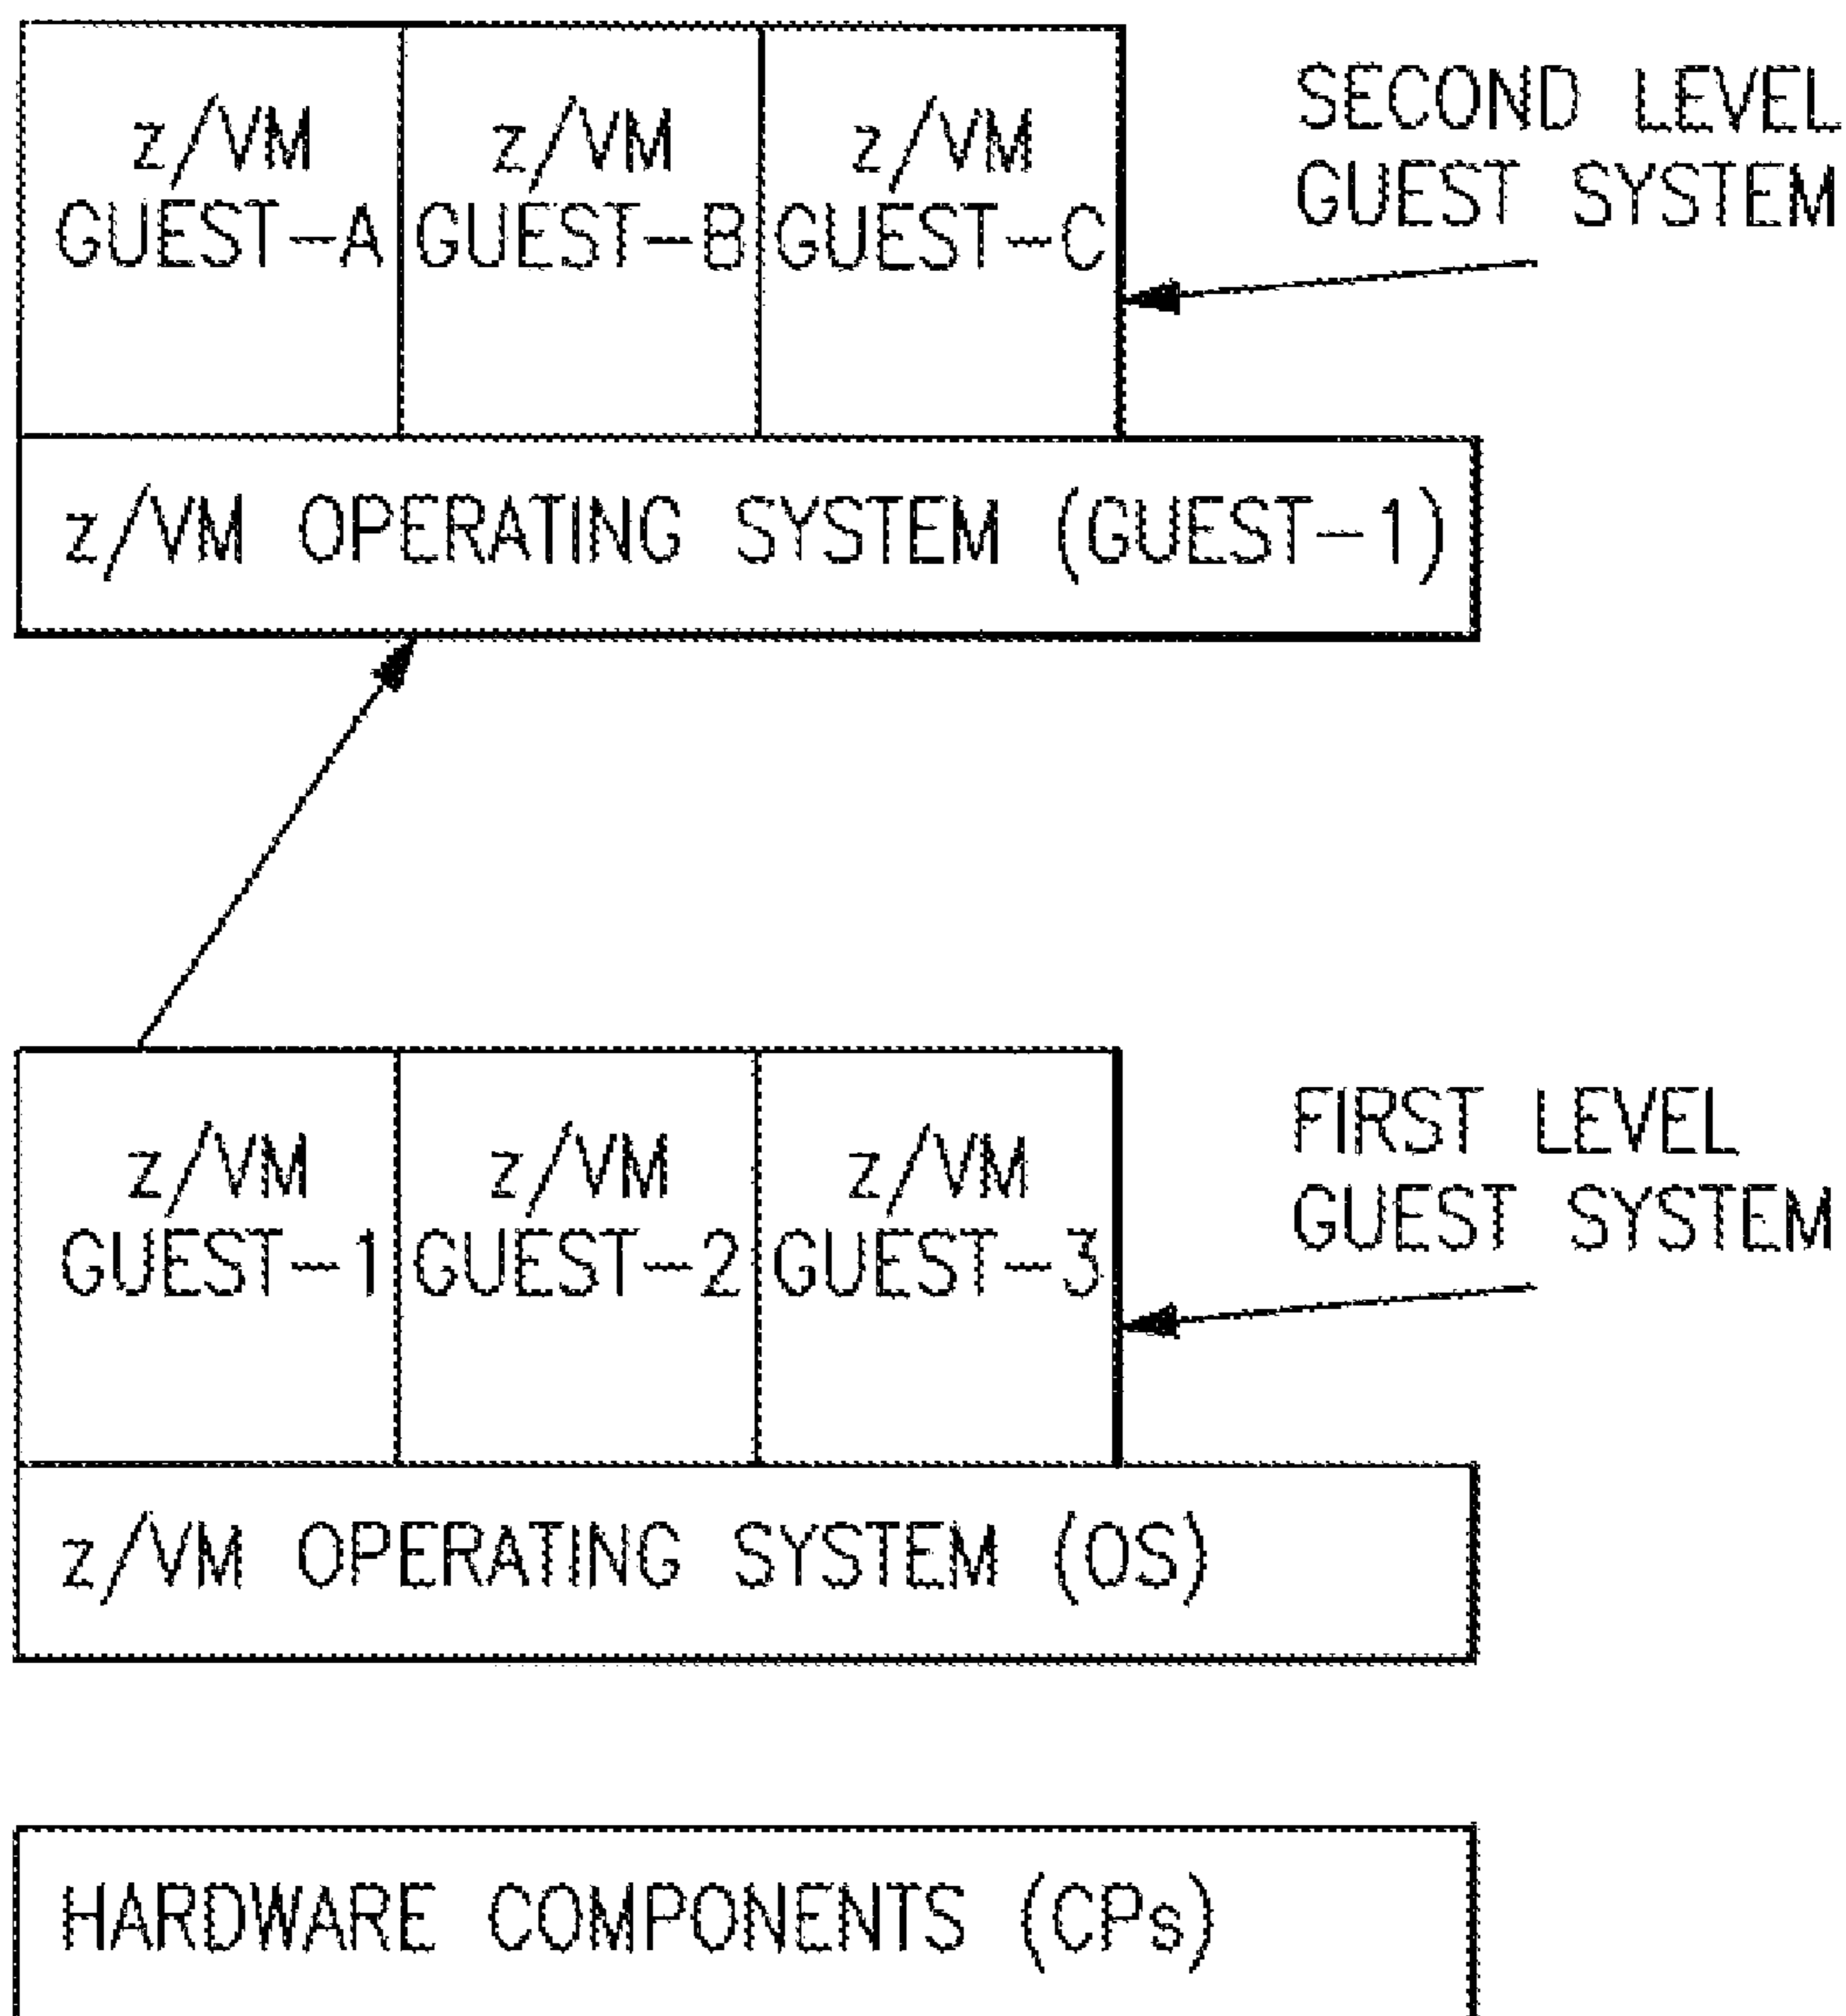 z/VM
GUEST-A
z/VM
GUEST-B
z/VM
GUEST-C
SECOND LEVEL
GUEST SYSTEM
z/VM OPERATING SYSTEM (GUEST-1)
z/VM
GUEST-1
z/VM
GUEST-2
z/VM
GUEST-3
FIRST LEVEL
GUEST SYSTEM
z/VM OPERATING SYSTEM (OS)
HARDWARE COMPONENTS (CPs)